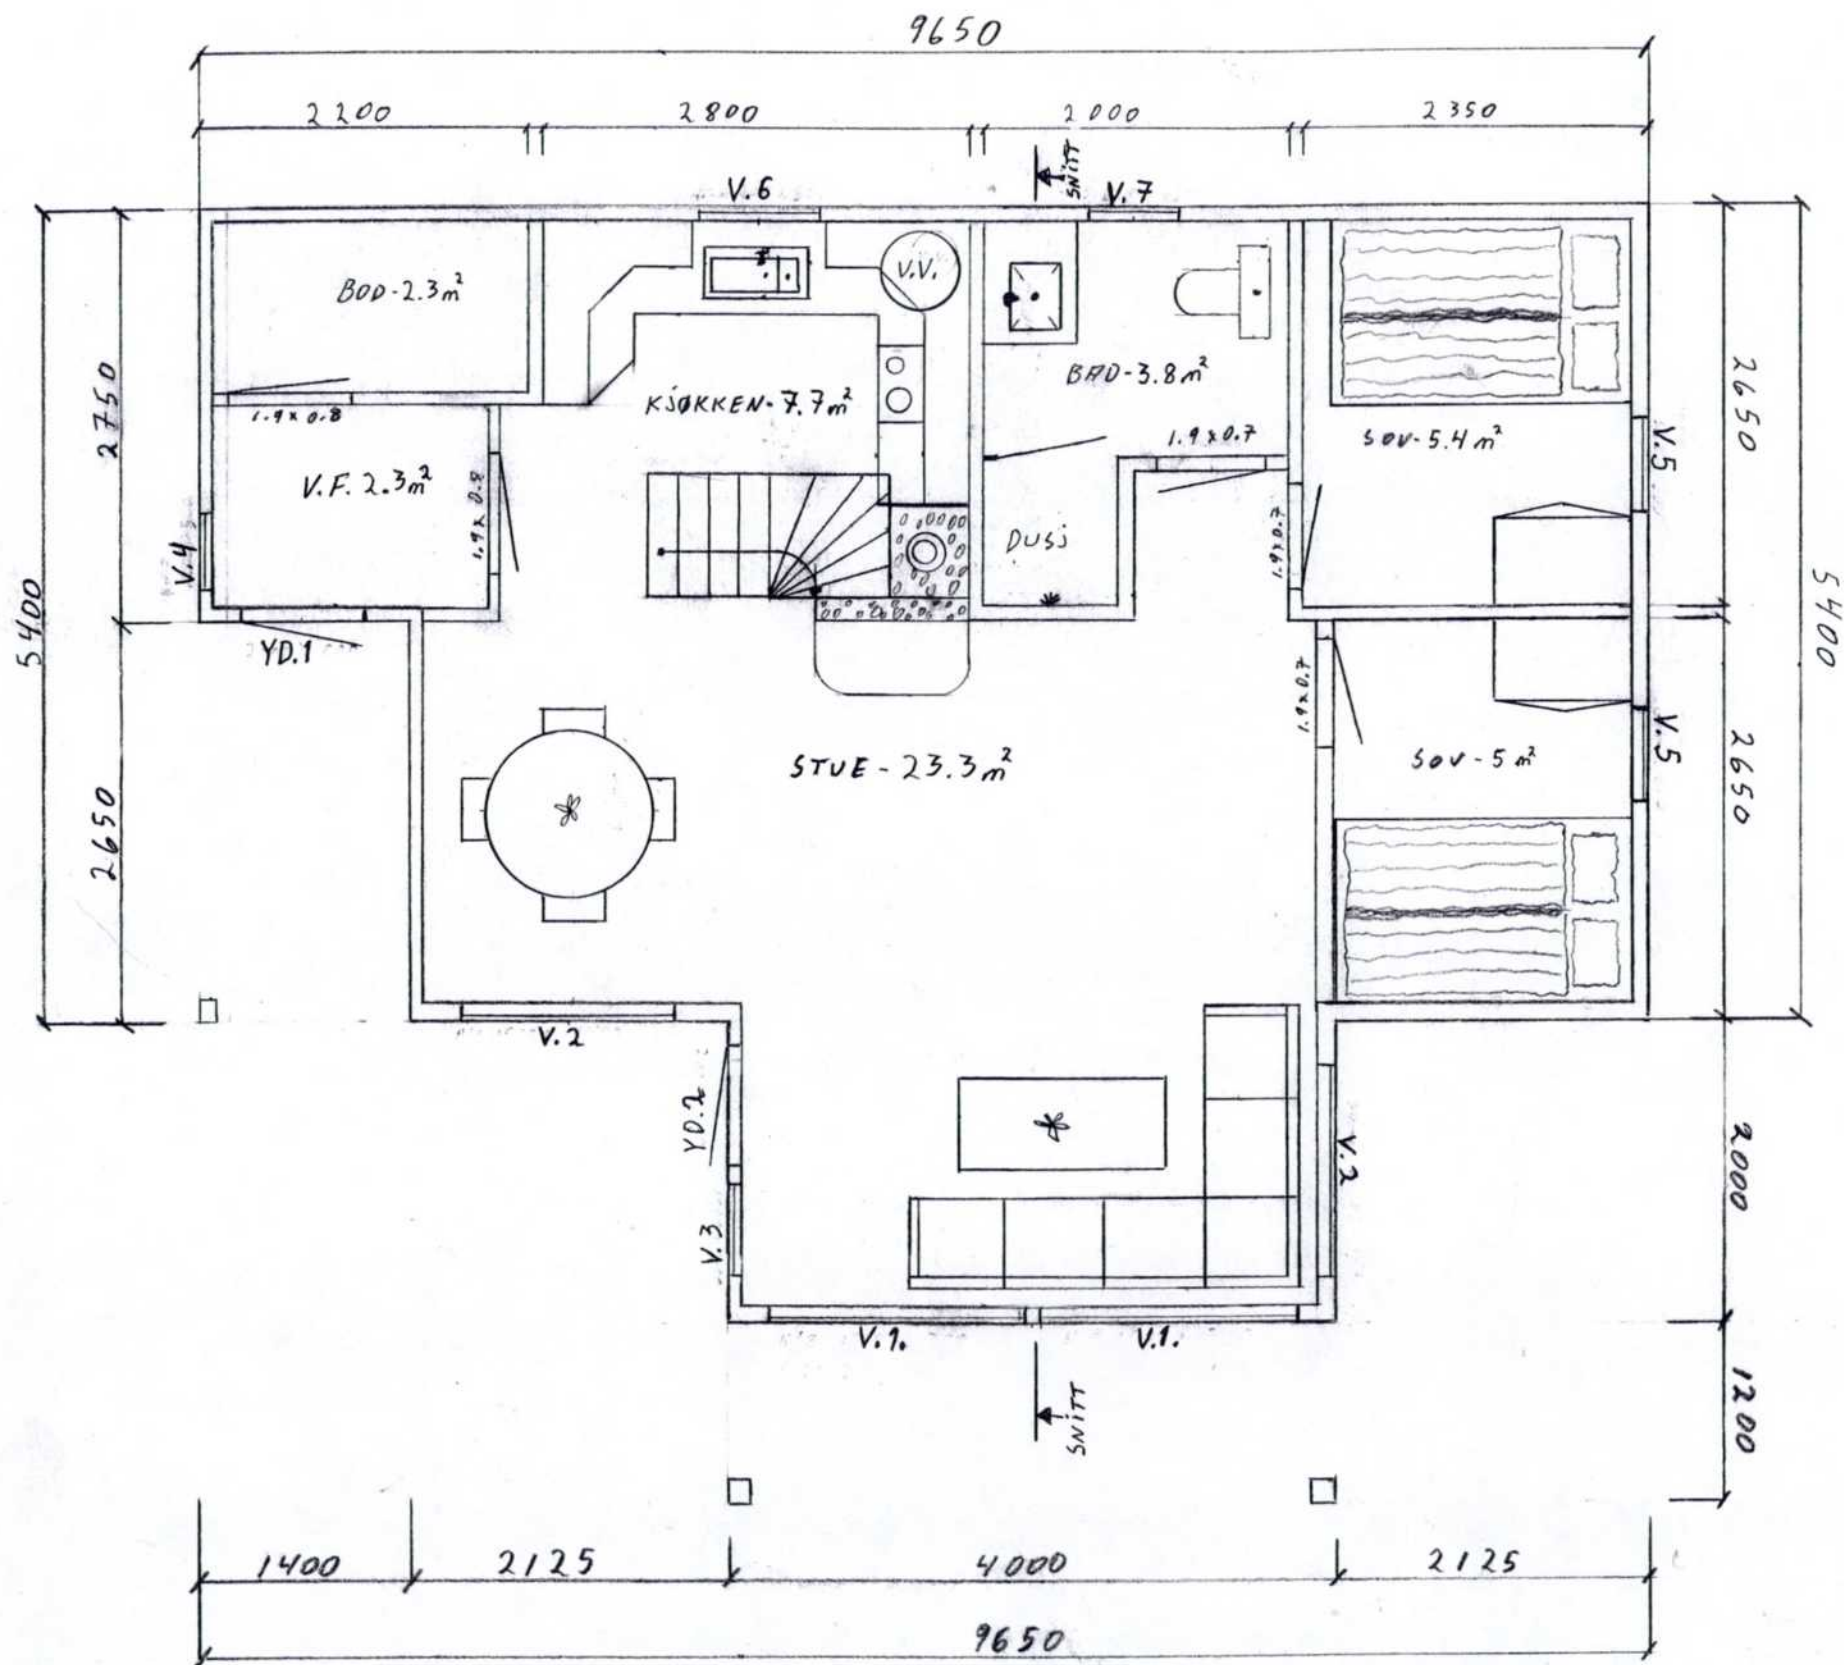 9650
2200
2800
2000
2350
SNITT
V.6
V.7
BOD-2.3m²
V.V.
BAD-3.8m²
KJØKKEN-7.7m²
SOV-5.4m²
V.5
1.9x0.8
1.9x0.7
V.F. 2.3m²
1.9x0.8
1.9x0.7
DUSJ
V.4
YD.1
2750
2650
5400
2650
5400
2650
2000
1200
1.9x0.7
STUE-23.3m²
SOV-5m²
V.5
V.2
YD.2
V.3
V.2
V.1.
V.1.
SNITT
1400
2125
4000
2125
9650